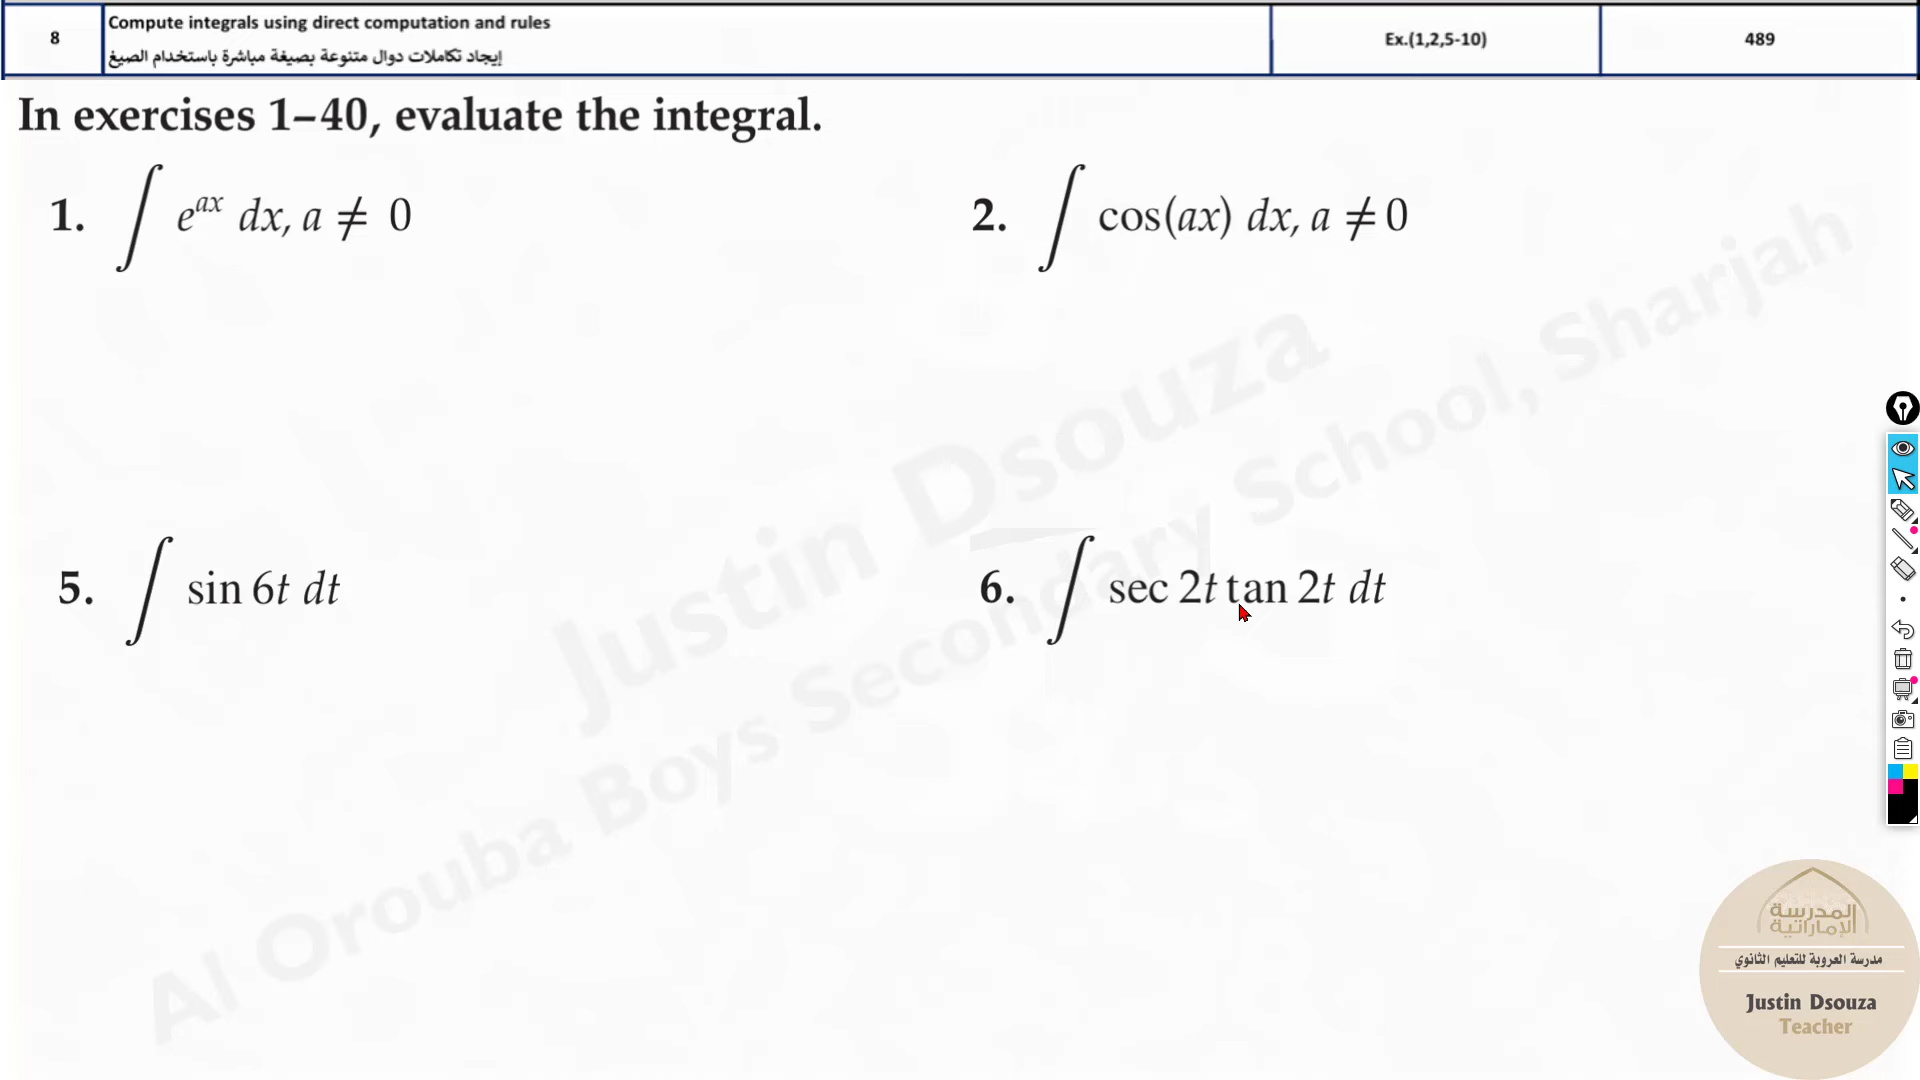 8
Compute integrals using direct computation and rules
إيجاد تكاملات دوال متنوعة بصيغة مباشرة باستخدام الصيغ
Ex.(1,2,5-10)
489
In exercises 1–40, evaluate the integral.
1. ∫ e^{ax} dx, a ≠ 0
2. ∫ cos(ax) dx, a ≠ 0
5. ∫ sin 6t dt
6. ∫ sec 2t tan 2t dt
Justin Dsouza
Al Orouba Boys Secondary School, Sharjah
المدرسة
الإماراتية
مدرسة العروبة للتعليم الثانوي
Justin Dsouza
Teacher